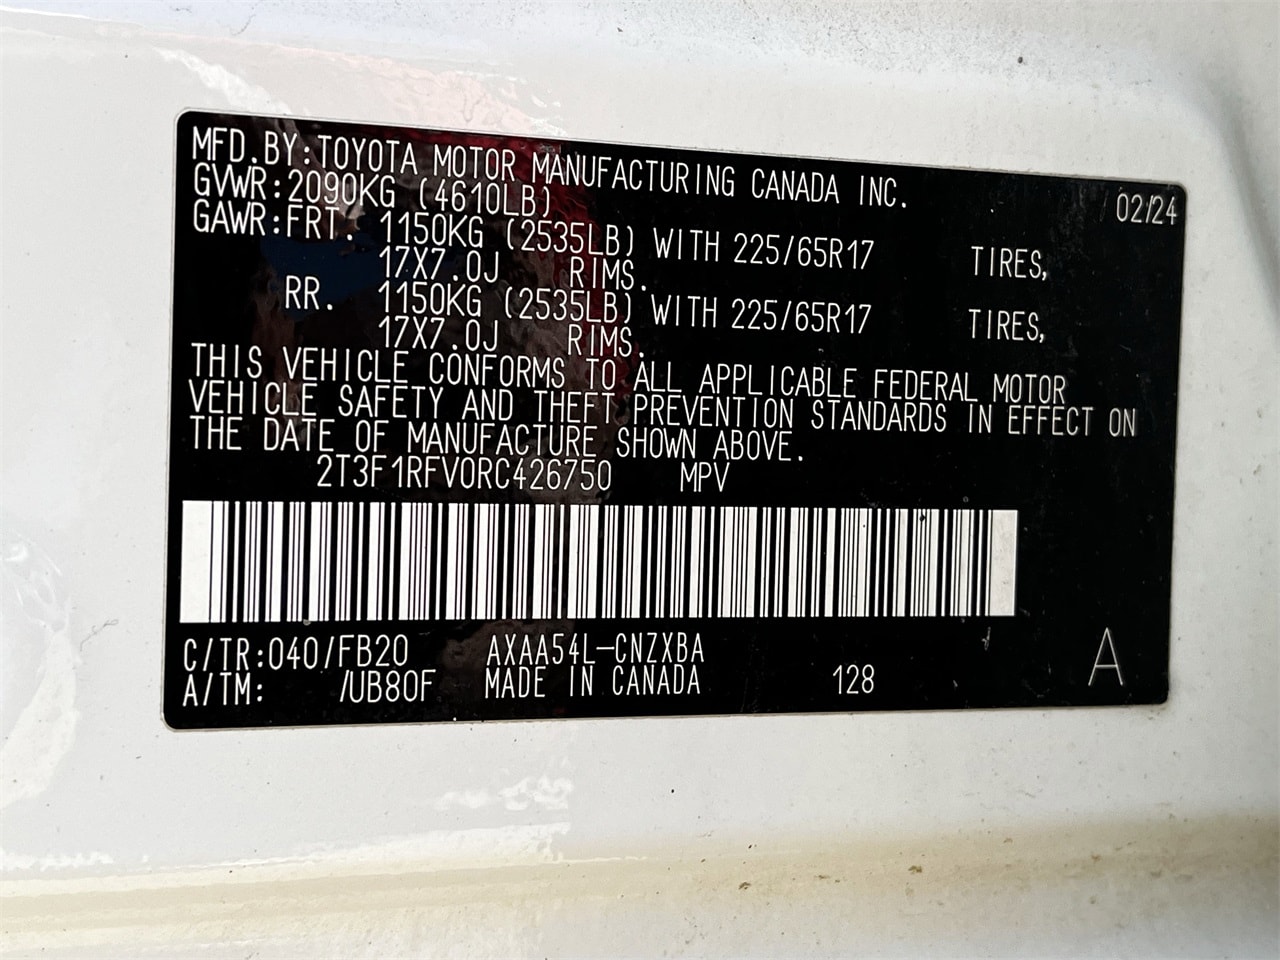 MFD.BY:TOYOTA MOTOR MANUFACTURING CANADA INC.
02/24
GVWR:2090KG (4610LB)
GAWR:FRT. 1150KG (2535LB) WITH 225/65R17 TIRES,
17X7.0J RIMS.
RR. 1150KG (2535LB) WITH 225/65R17 TIRES,
17X7.0J RIMS.
THIS VEHICLE CONFORMS TO ALL APPLICABLE FEDERAL MOTOR
VEHICLE SAFETY AND THEFT PREVENTION STANDARDS IN EFFECT ON
THE DATE OF MANUFACTURE SHOWN ABOVE.
2T3F1RFV0RC426750 MPV
C/TR:040/FB20 AXAA54L-CNZXBA
A/TM: /UB80F MADE IN CANADA 128 A